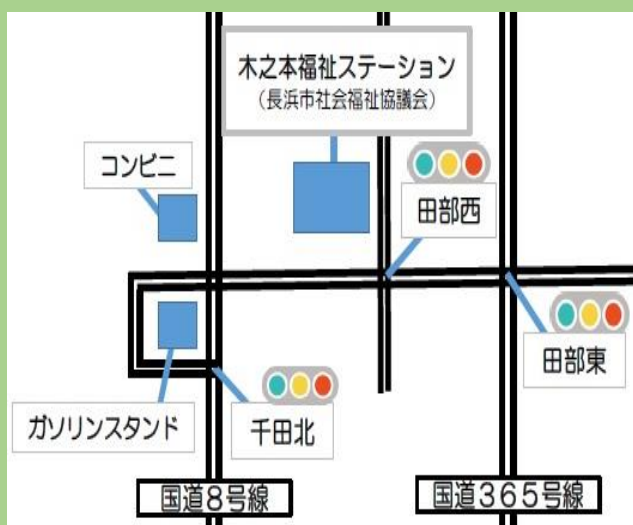 木之本福祉ステーション
（長浜市社会福祉協議会）
コンビニ
田部西
田部東
ガソリンスタンド
千田北
国道8号線
国道365号線